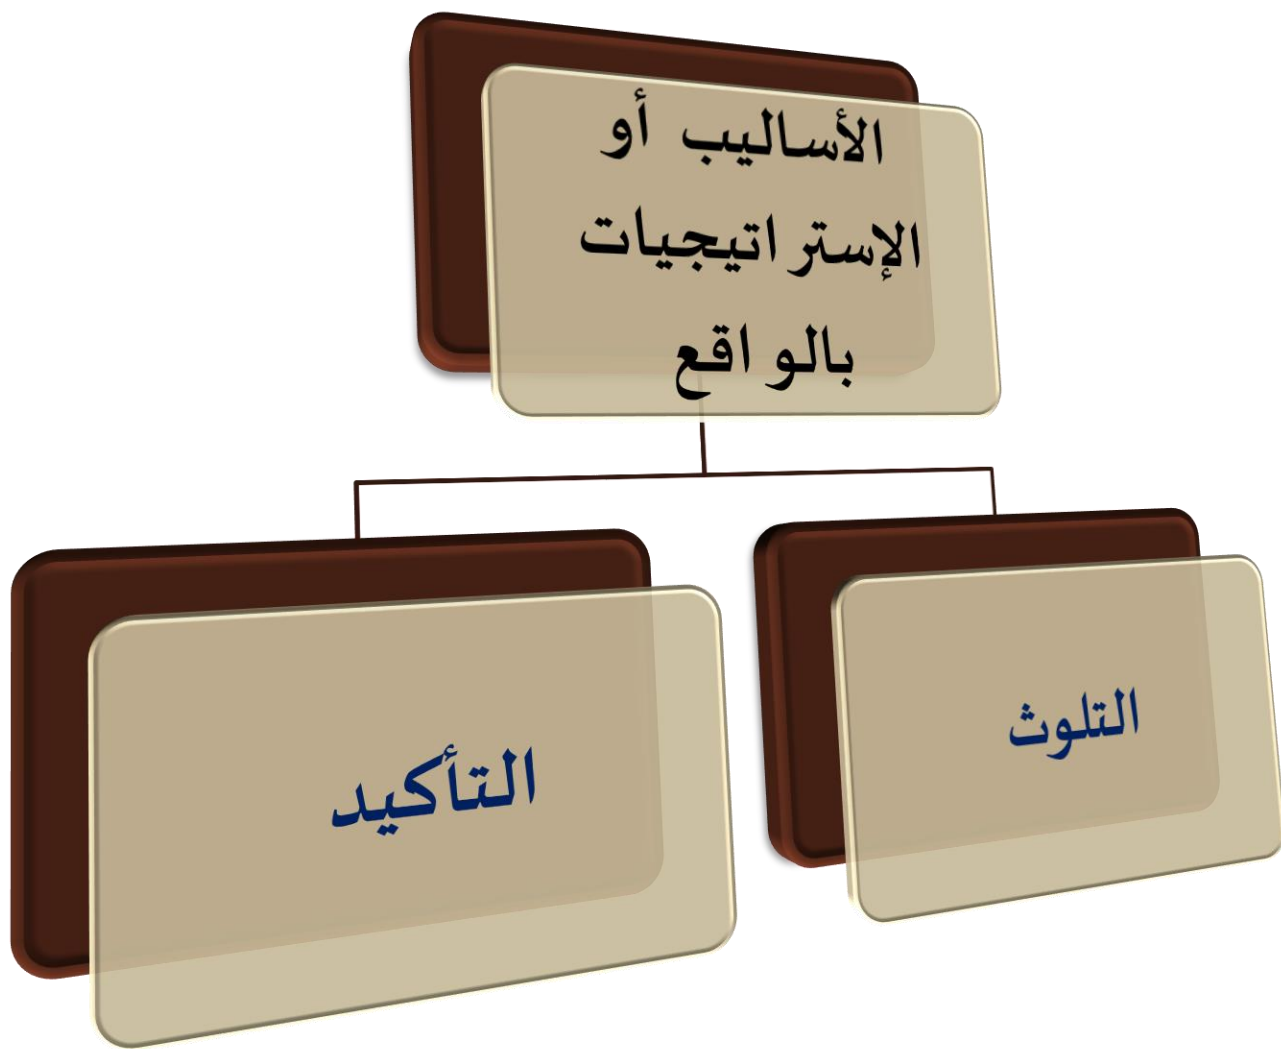 الأساليب أو
الإستراتيجيات
بالواقع
التلوث
التأكيد